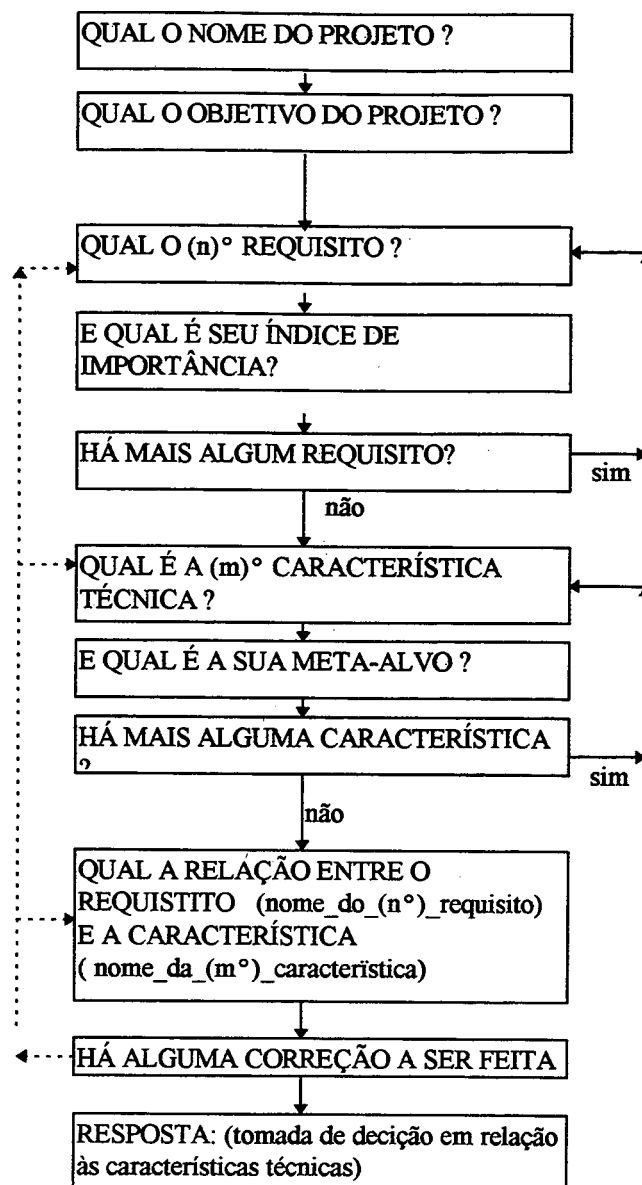 QUAL O NOME DO PROJETO ?
QUAL O OBJETIVO DO PROJETO ?
QUAL O (n)° REQUISITO ?
E QUAL É SEU ÍNDICE DE
IMPORTÂNCIA?
HÁ MAIS ALGUM REQUISITO?
sim
não
QUAL É A (m)° CARACTERÍSTICA
TÉCNICA ?
E QUAL É A SUA META-ALVO ?
HÁ MAIS ALGUMA CARACTERÍSTICA
?
sim
não
QUAL A RELAÇÃO ENTRE O
REQUISTITO (nome_do_(n°)_requisito)
E A CARACTERÍSTICA
( nome_da_(m°)_característica)
HÁ ALGUMA CORREÇÃO A SER FEITA
RESPOSTA: (tomada de decição em relação
às características técnicas)